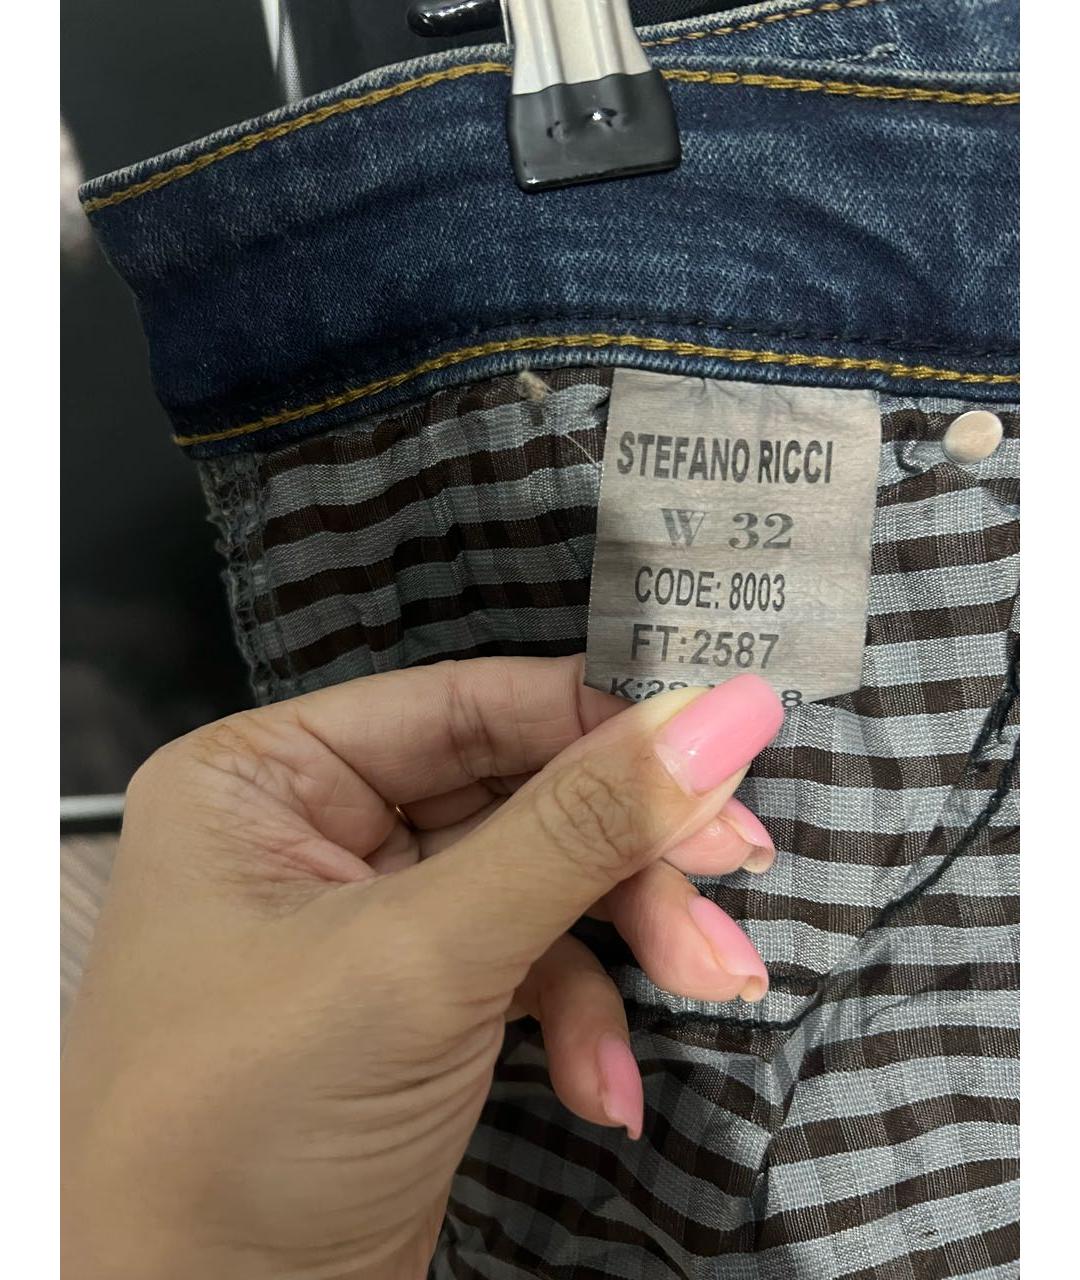 STEFANO RICCI
W 32
CODE: 8003
FT:2587